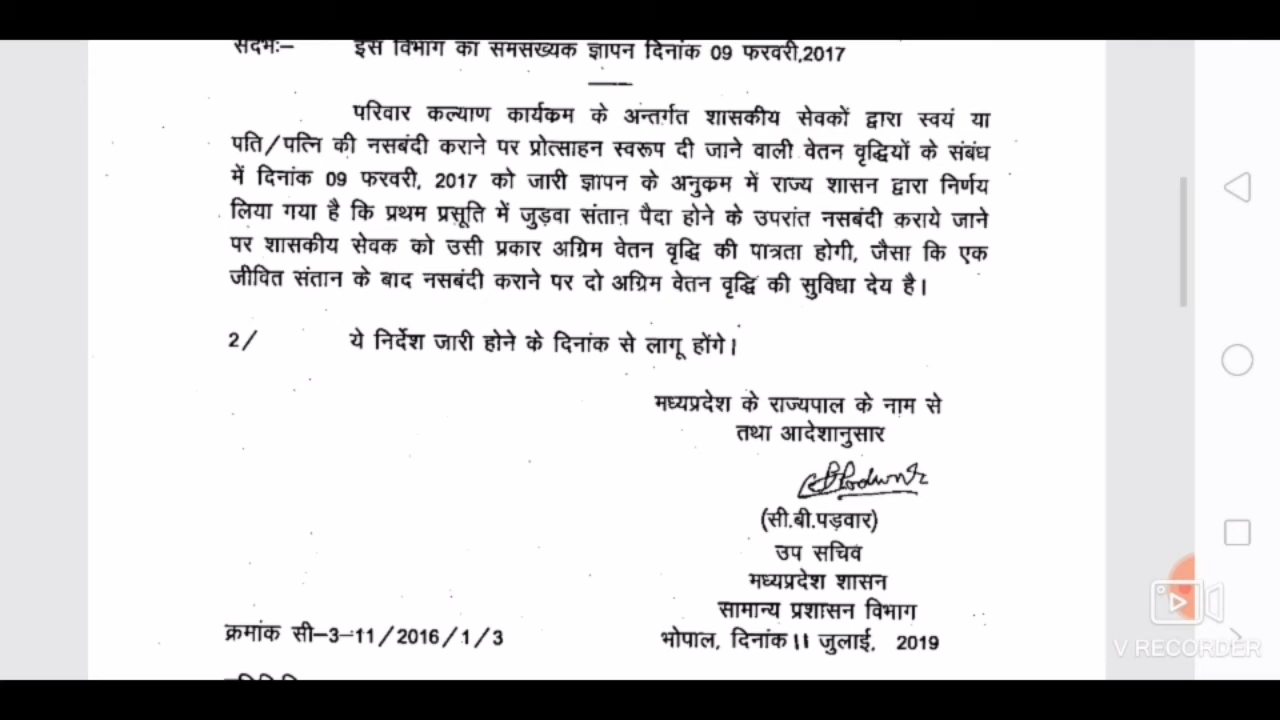 संदर्भः- इस विभाग का समसंख्यक ज्ञापन दिनांक 09 फरवरी,2017
परिवार कल्याण कार्यक्रम के अन्तर्गत शासकीय सेवकों द्वारा स्वयं या
पति/पत्नि की नसबंदी कराने पर प्रोत्साहन स्वरूप दी जाने वाली वेतन वृद्धियों के संबंध
में दिनांक 09 फरवरी, 2017 को जारी ज्ञापन के अनुक्रम में राज्य शासन द्वारा निर्णय
लिया गया है कि प्रथम प्रसूति में जुड़वा संतान पैदा होने के उपरांत नसबंदी कराये जाने
पर शासकीय सेवक को उसी प्रकार अग्रिम वेतन वृद्धि की पात्रता होगी, जैसा कि एक
जीवित संतान के बाद नसबंदी कराने पर दो अग्रिम वेतन वृद्धि की सुविधा देय है।
2/ ये निर्देश जारी होने के दिनांक से लागू होंगे।
मध्यप्रदेश के राज्यपाल के नाम से
तथा आदेशानुसार
(सी.बी.पड़वार)
उप सचिव
मध्यप्रदेश शासन
सामान्य प्रशासन विभाग
क्रमांक सी-3-11/2016/1/3 भोपाल, दिनांक 11 जुलाई, 2019
V RECORDER